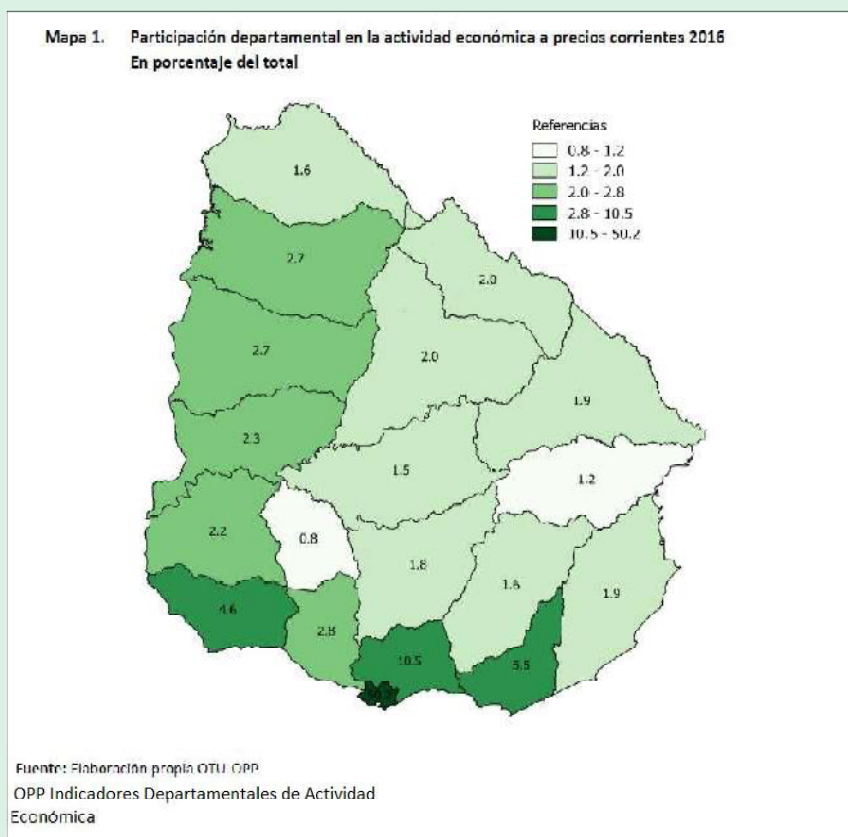 Mapa 1. Participación departamental en la actividad económica a precios corrientes 2016
En porcentaje del total
Referencias
0.8 - 1.2
1.2 - 2.0
2.0 - 2.8
2.8 - 10.5
10.5 - 50.2
1.6
2.7
2.0
2.7
2.0
1.9
2.3
1.5
1.2
2.2
0.8
1.8
1.9
4.6
2.8
10.5
Fuente: Elaboración propia OTU OPP
OPP Indicadores Departamentales de Actividad
Económica